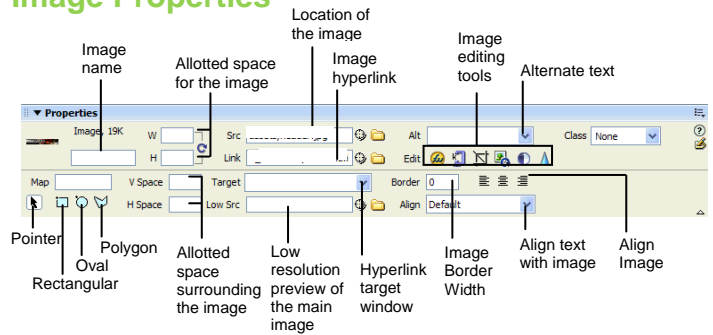 Image Properties
Location of
the image
Image
name
Allotted space
for the image
Image
hyperlink
Image
editing
tools
Alternate text
Properties
Image, 19K
W
Src
Alt
Class None
H
Link
Edit
Map
V Space
Target
Border 0
H Space
Low Src
Align Default
Pointer
Rectangular
Oval
Polygon
Allotted
space
surrounding
the image
Low
resolution
preview of
the main
image
Hyperlink
target
window
Image
Border
Width
Align text
with image
Align
Image